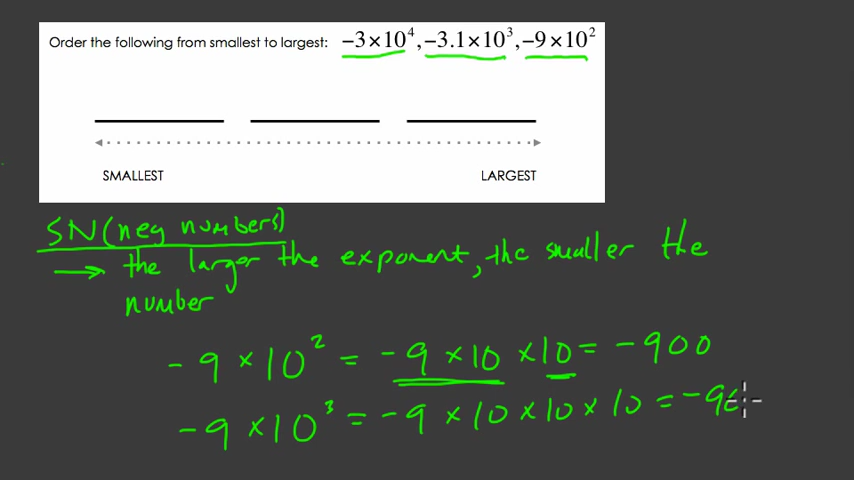 Order the following from smallest to largest: −3×10⁴, −3.1×10³, −9×10²
SMALLEST LARGEST
SN (neg numbers)
→ the larger the exponent, the smaller the
number
-9 × 10² = -9 × 10 × 10 = -900
-9 × 10³ = -9 × 10 × 10 × 10 = -9